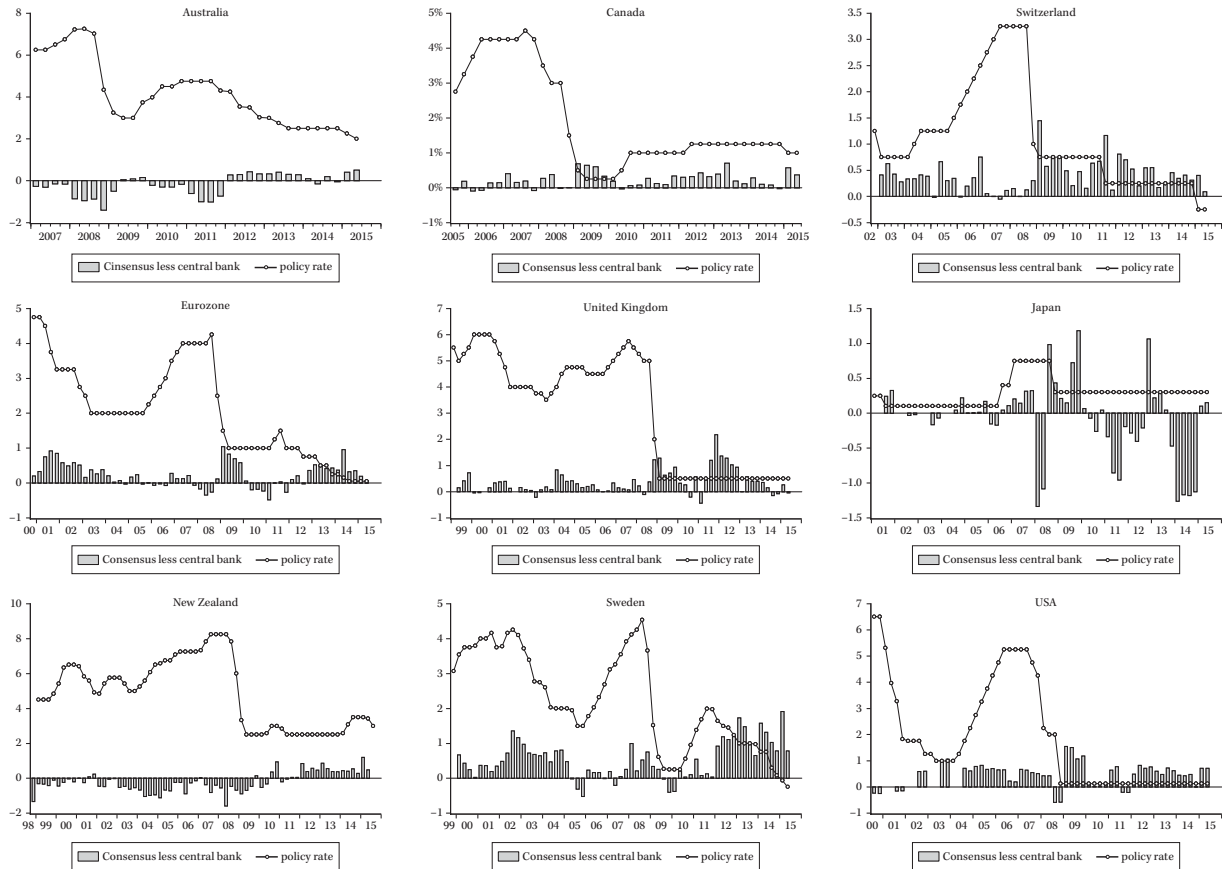 Australia
8
6
4
2
0
−2
2007 2008 2009 2010 2011 2012 2013 2014 2015
Cinsensus less central bank policy rate
Canada
5%
4%
3%
1%
0%
−1%
2005 2006 2007 2008 2009 2010 2011 2012 2013 2014 2015
Consensus less central bank policy rate
Switzerland
3.5
3.0
2.5
2.0
1.5
1.0
0.5
0.0
−0.5
02 03 04 05 06 07 08 09 10 11 12 13 14 15
Consensus less central bank policy rate
Eurozone
5
4
3
2
1
0
−1
00 01 02 03 04 05 06 07 08 09 10 11 12 13 14 15
Consensus less central bank policy rate
United Kingdom
7
6
5
4
3
2
1
0
−1
99 00 01 02 03 04 05 06 07 08 09 10 11 12 13 14 15
Consensus less central bank policy rate
Japan
1.5
1.0
0.5
0.0
−0.5
−1.0
−1.5
01 02 03 04 05 06 07 08 09 10 11 12 13 14 15
Consensus less central bank policy rate
New Zealand
10
8
6
4
2
0
−2
98 99 00 01 02 03 04 05 06 07 08 09 10 11 12 13 14 15
Consensus less central bank policy rate
Sweden
5
4
3
2
1
0
−1
99 00 01 02 03 04 05 06 07 08 09 10 11 12 13 14 15
Consensus less central bank policy rate
USA
7
6
5
4
3
2
1
0
−1
00 01 02 03 04 05 06 07 08 09 10 11 12 13 14 15
Consensus less central bank policy rate